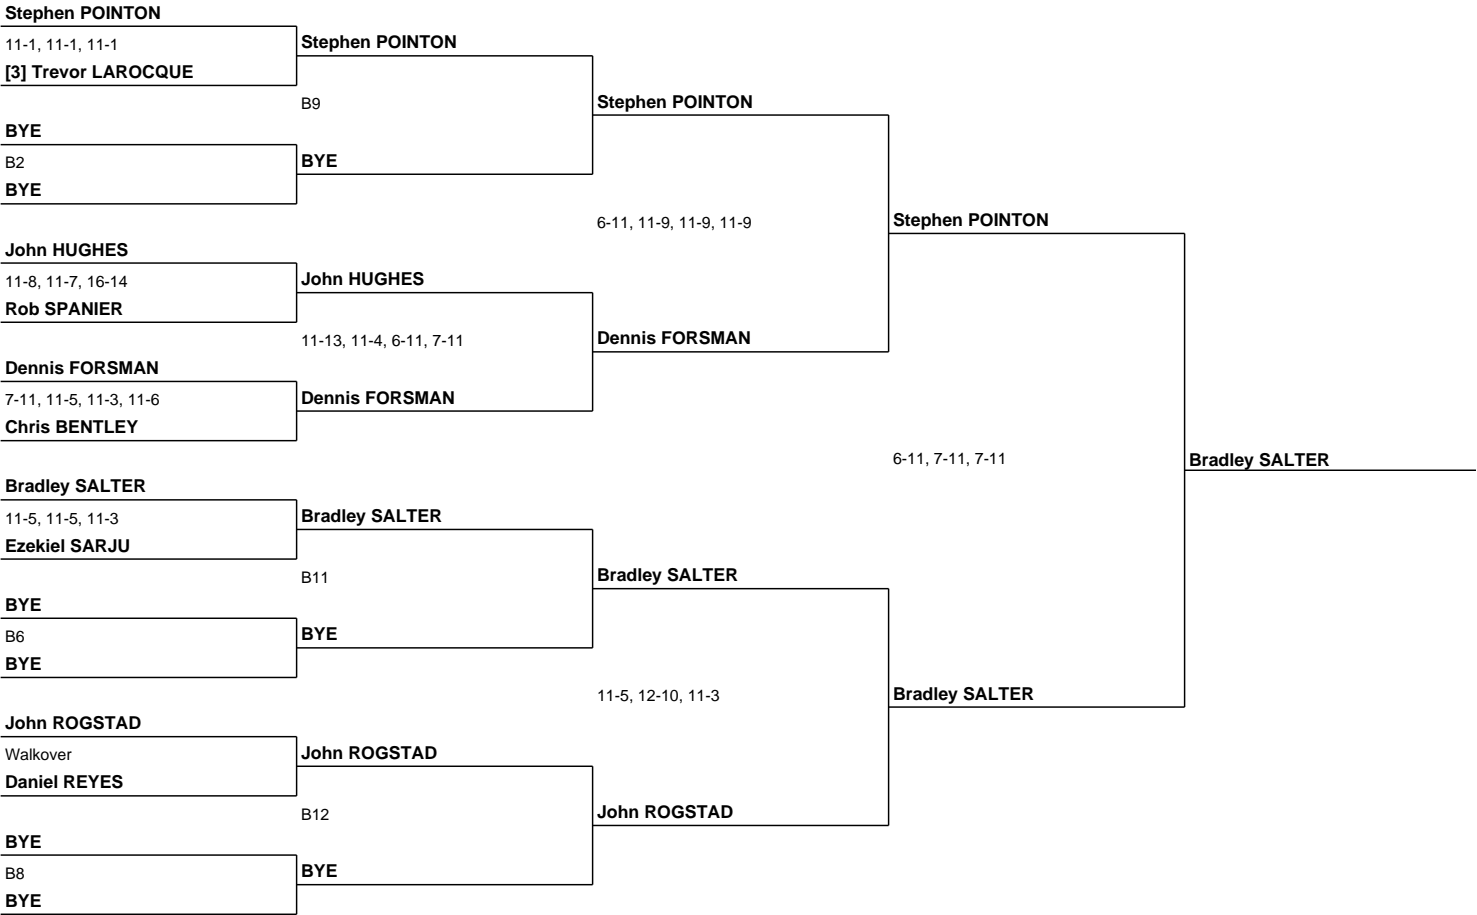 Stephen POINTON
11-1, 11-1, 11-1
[3] Trevor LAROCQUE
BYE
B2
BYE
John HUGHES
11-8, 11-7, 16-14
Rob SPANIER
Dennis FORSMAN
7-11, 11-5, 11-3, 11-6
Chris BENTLEY
Bradley SALTER
11-5, 11-5, 11-3
Ezekiel SARJU
BYE
B6
BYE
John ROGSTAD
Walkover
Daniel REYES
BYE
B8
BYE
Stephen POINTON
B9
BYE
John HUGHES
11-13, 11-4, 6-11, 7-11
Dennis FORSMAN
Bradley SALTER
B11
BYE
John ROGSTAD
B12
BYE
Stephen POINTON
6-11, 11-9, 11-9, 11-9
Dennis FORSMAN
Bradley SALTER
11-5, 12-10, 11-3
John ROGSTAD
Stephen POINTON
6-11, 7-11, 7-11
Bradley SALTER
Bradley SALTER